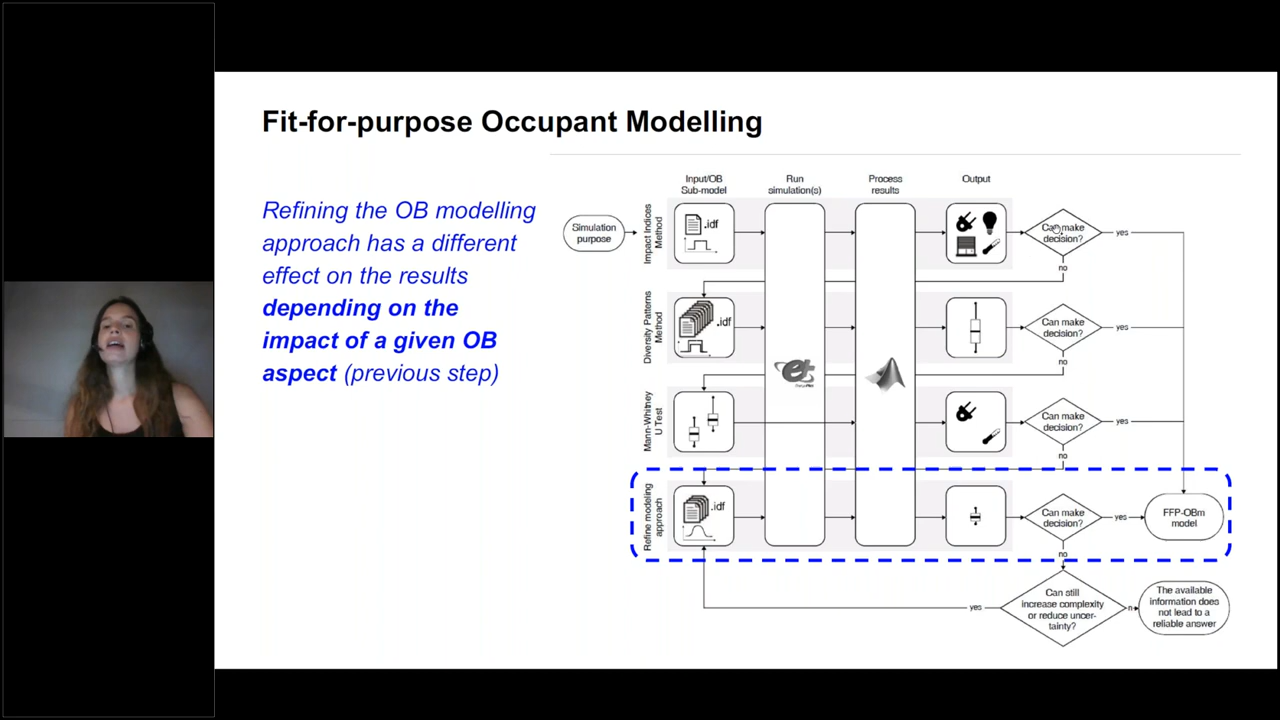 Fit-for-purpose Occupant Modelling
Refining the OB modelling
approach has a different
effect on the results
depending on the
impact of a given OB
aspect (previous step)
Input/OB
Sub-model
Run
simulation(s)
Process
results
Output
Simulation
purpose
Impact Indices
Method
.idf
Can make
decision?
yes
no
Diversity Patterns
Method
.idf
Can make
decision?
yes
no
Mann-Whitney
U Test
Can make
decision?
yes
no
Refine modeling
approach
.idf
Can make
decision?
yes
FFP-OBm
model
no
Can still
increase complexity
or reduce uncer-
tainty?
yes
n
The available
information does
not lead to a
reliable answer